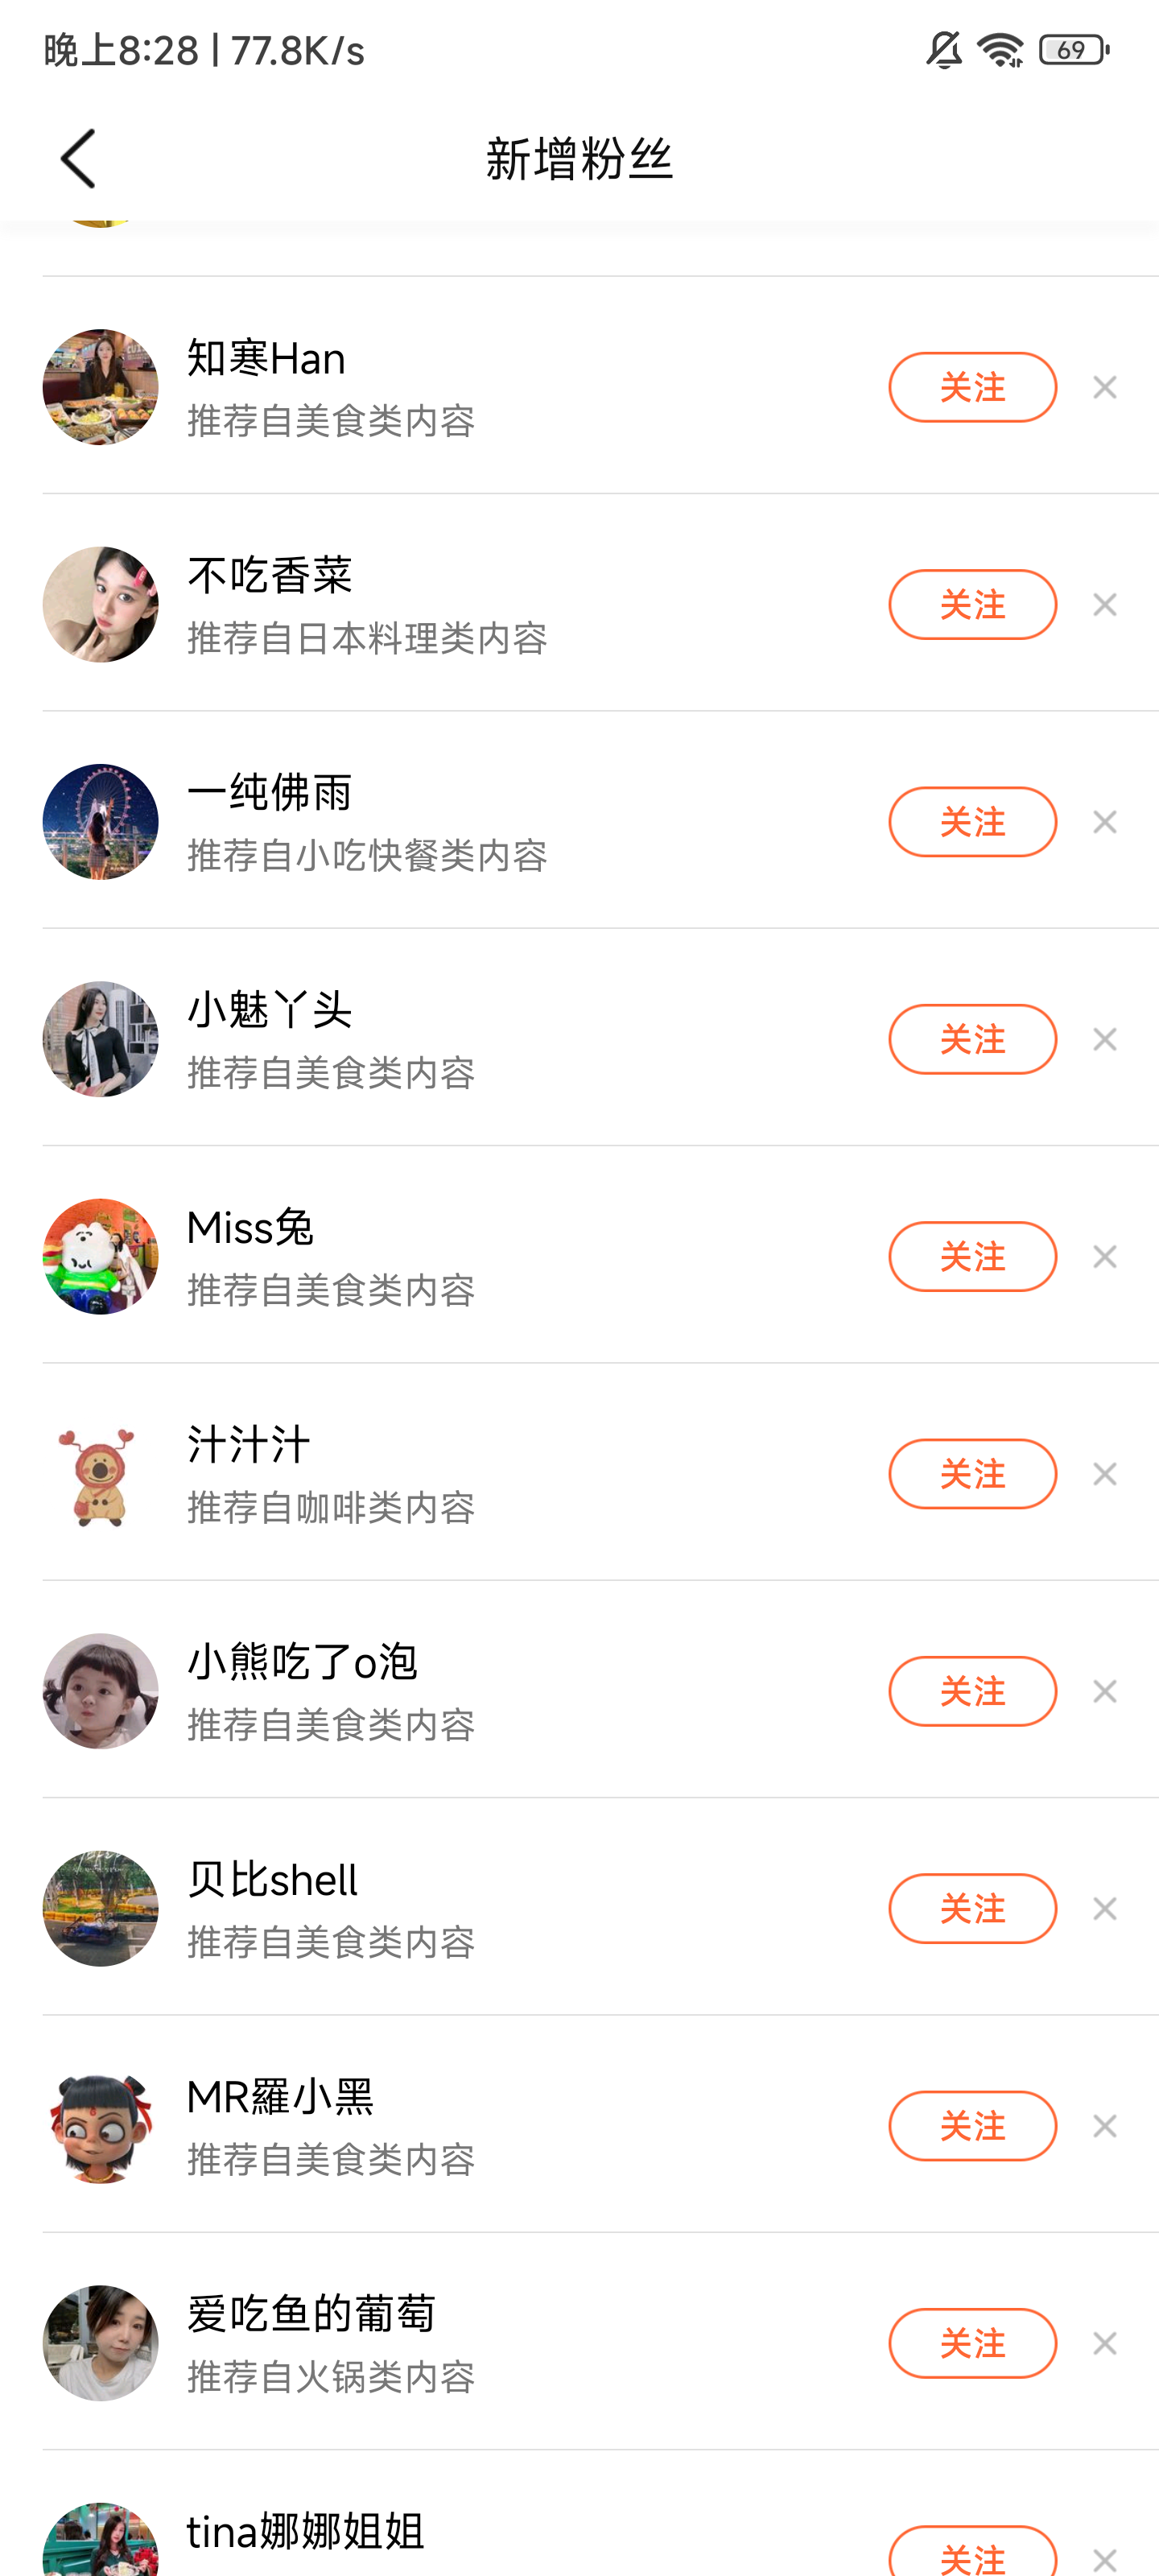 晚上8:28 | 77.8K/s
69
新增粉丝
知寒Han
推荐自美食类内容
关注
不吃香菜
推荐自日本料理类内容
关注
一纯佛雨
推荐自小吃快餐类内容
关注
小魅丫头
推荐自美食类内容
关注
Miss兔
推荐自美食类内容
关注
汁汁汁
推荐自咖啡类内容
关注
小熊吃了o泡
推荐自美食类内容
关注
贝比shell
推荐自美食类内容
关注
MR羅小黑
推荐自美食类内容
关注
爱吃鱼的葡萄
推荐自火锅类内容
关注
tina娜娜姐姐
关注